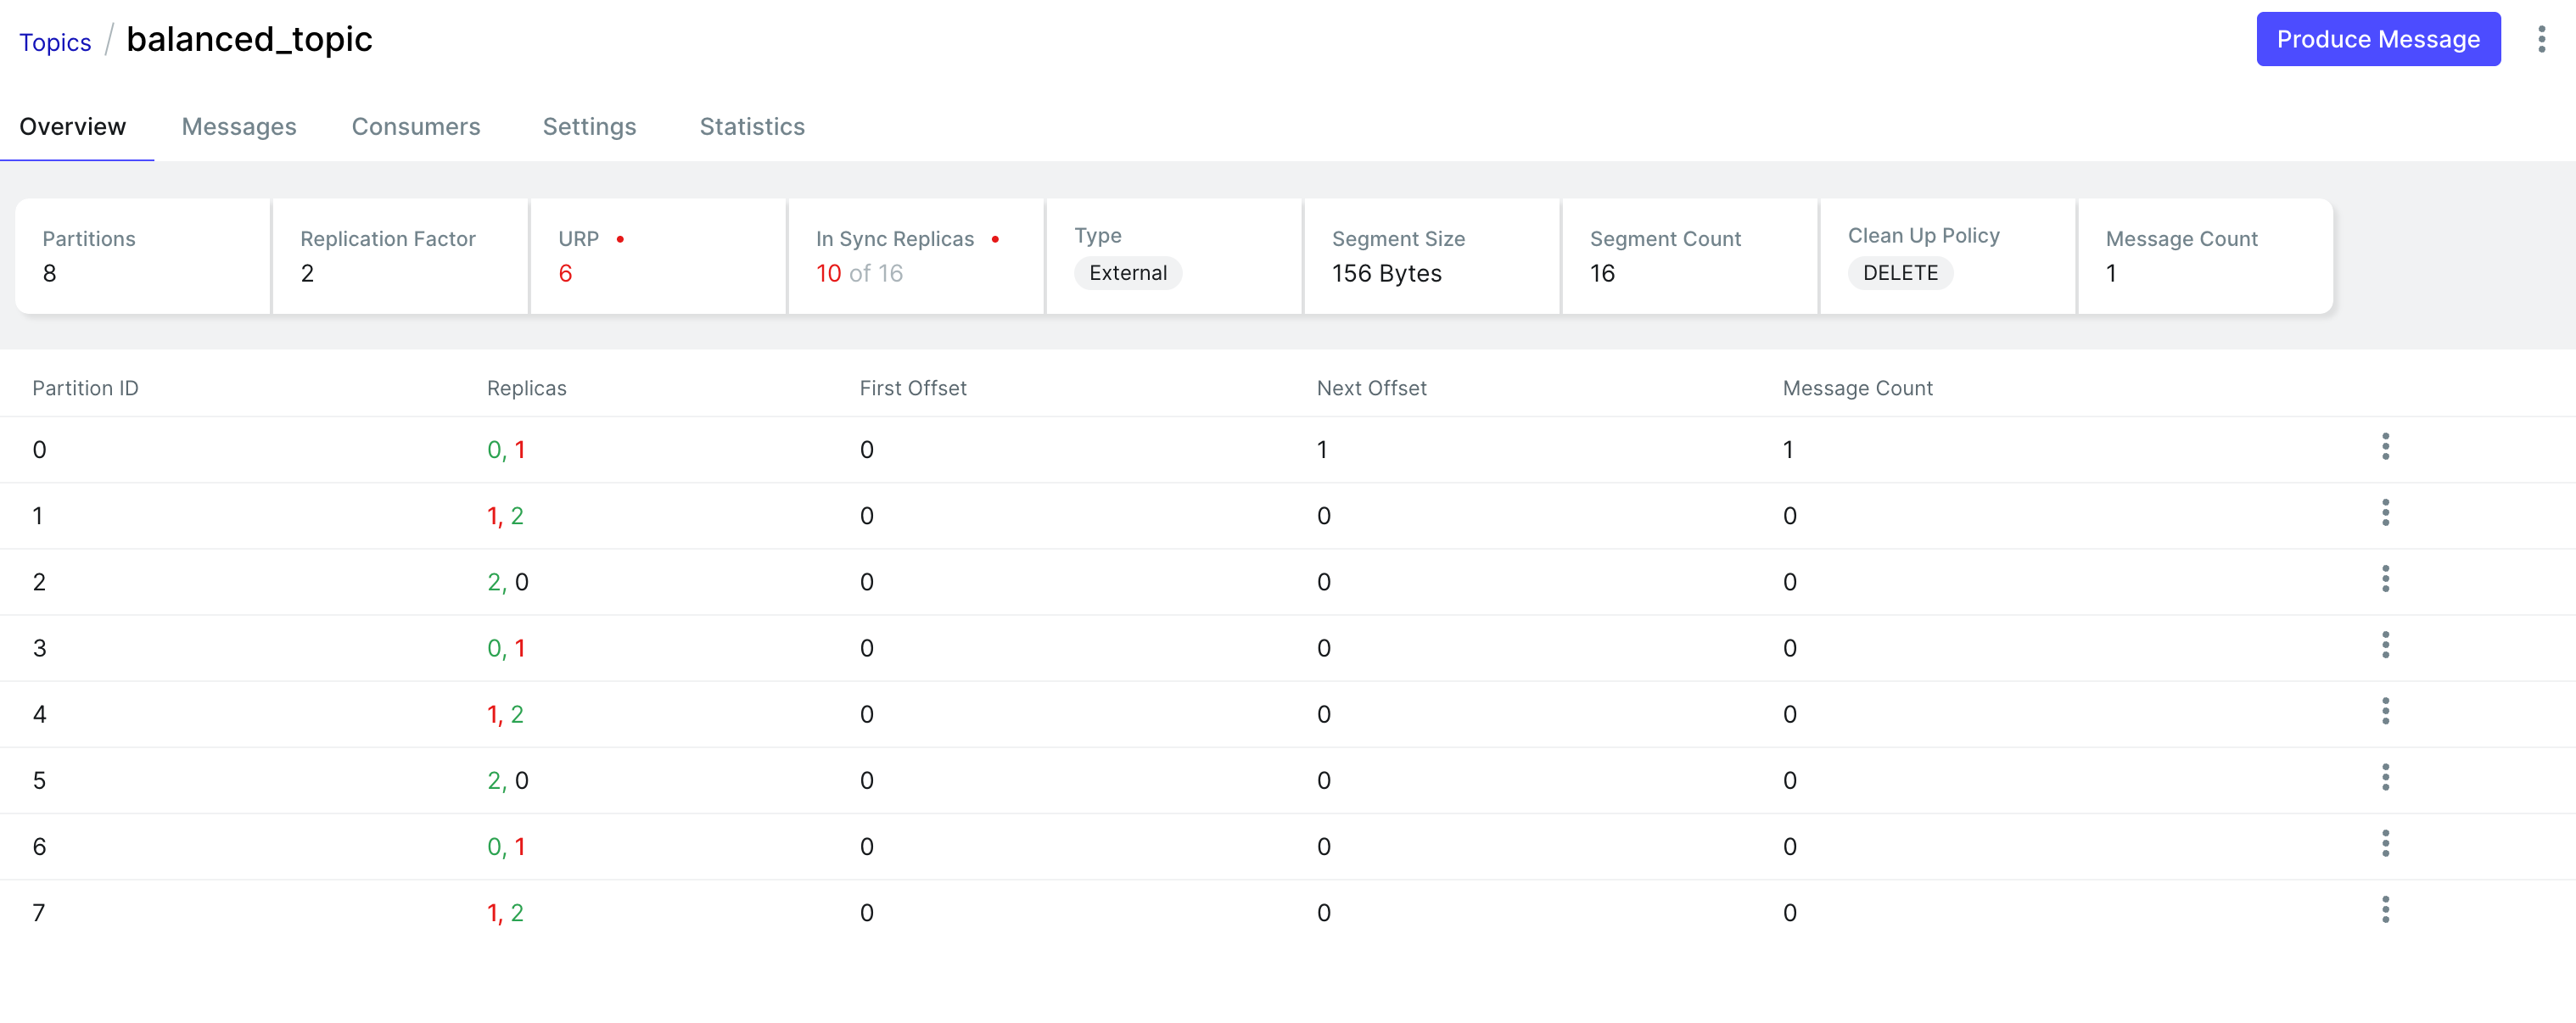 Topics / balanced_topic
Produce Message
Overview Messages Consumers Settings Statistics
Partitions Replication Factor URP In Sync Replicas Type Segment Size Segment Count Clean Up Policy Message Count
8 2 6 10 of 16 External 156 Bytes 16 DELETE 1
Partition ID Replicas First Offset Next Offset Message Count
0 0, 1 0 1 1
1 1, 2 0 0 0
2 2, 0 0 0 0
3 0, 1 0 0 0
4 1, 2 0 0 0
5 2, 0 0 0 0
6 0, 1 0 0 0
7 1, 2 0 0 0